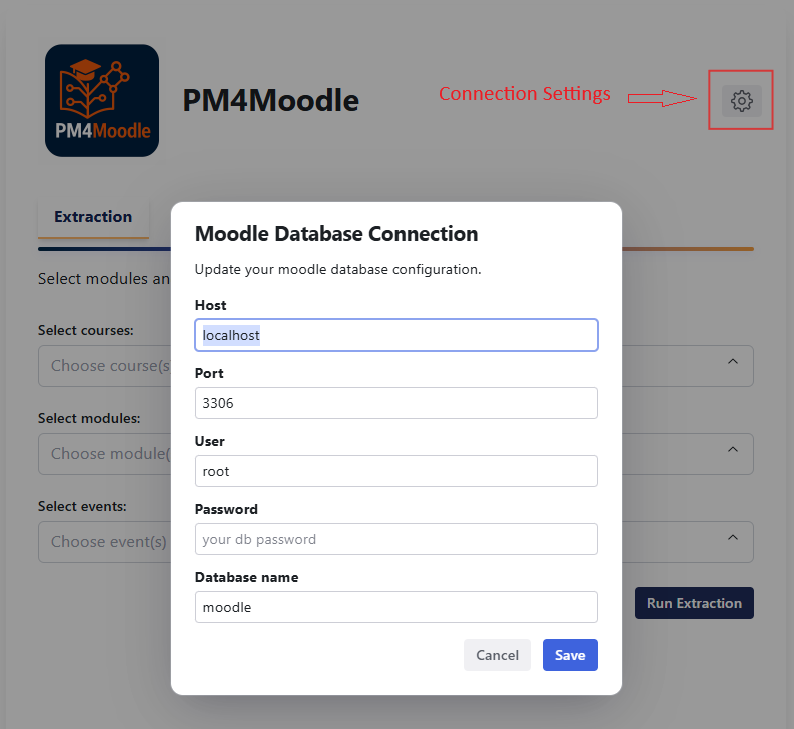 PM4Moodle
PM4Moodle
Connection Settings
Extraction
Select modules an
Select courses:
Choose course(s
Select modules:
Choose module(
Select events:
Choose event(s)
Run Extraction
Moodle Database Connection
Update your moodle database configuration.
Host
localhost
Port
3306
User
root
Password
your db password
Database name
moodle
Cancel
Save